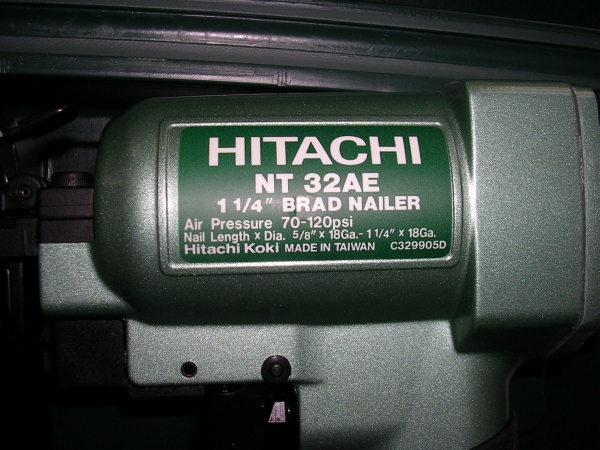 HITACHI
NT 32AE
1 1/4" BRAD NAILER
Air Pressure 70-120psi
Nail Length x Dia. 5/8" x 18Ga.- 1 1/4" x 18Ga.
Hitachi Koki MADE IN TAIWAN C329905D